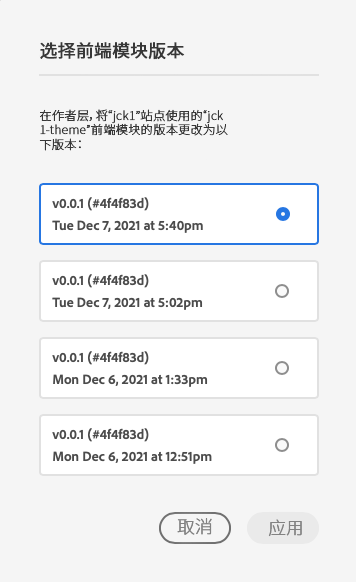 选择前端模块版本
在作者层, 将“jck1”站点使用的“jck
1-theme”前端模块的版本更改为以
下版本：
v0.0.1 (#4f4f83d)
Tue Dec 7, 2021 at 5:40pm
v0.0.1 (#4f4f83d)
Tue Dec 7, 2021 at 5:02pm
v0.0.1 (#4f4f83d)
Mon Dec 6, 2021 at 1:33pm
v0.0.1 (#4f4f83d)
Mon Dec 6, 2021 at 12:51pm
取消
应用